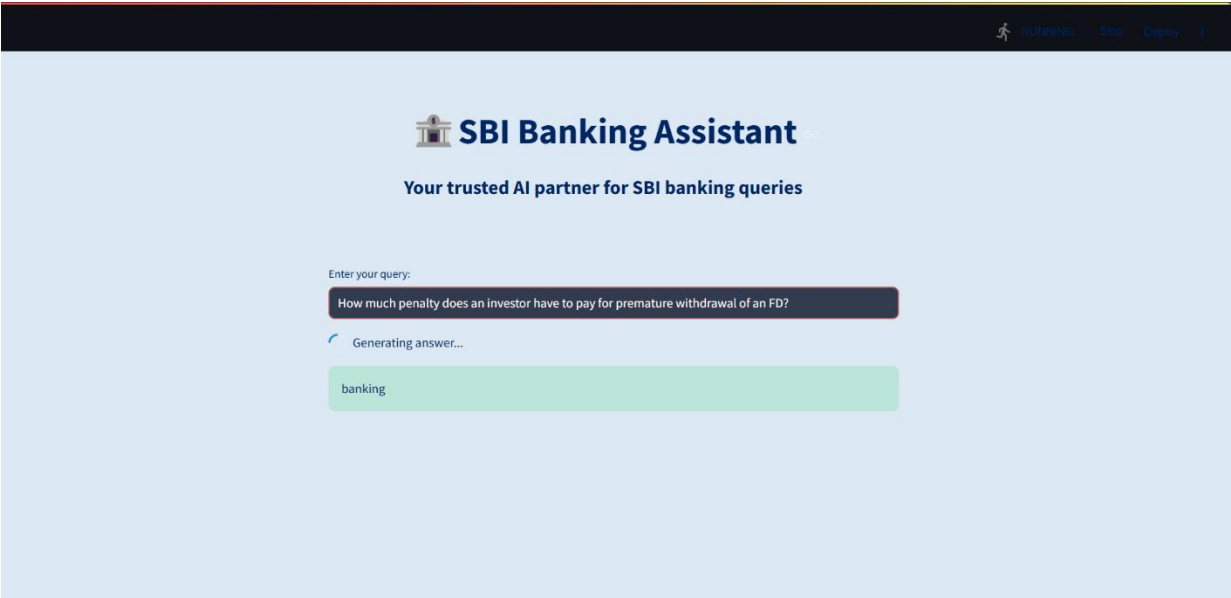 RUNNING... Stop Deploy
SBI Banking Assistant
Your trusted AI partner for SBI banking queries
Enter your query:
How much penalty does an investor have to pay for premature withdrawal of an FD?
Generating answer...
banking